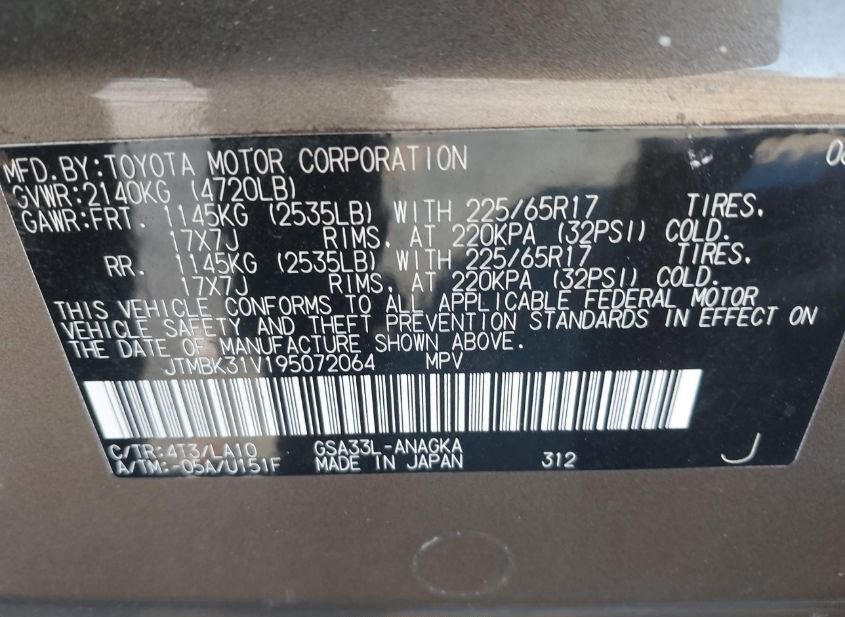 MFD.BY:TOYOTA MOTOR CORPORATION
GVWR:2140KG (4720LB)
GAWR:FRT. 1145KG (2535LB) WITH 225/65R17 TIRES.
17X7J RIMS, AT 220KPA (32PSI) COLD.
RR. 1145KG (2535LB) WITH 225/65R17 TIRES.
17X7J RIMS, AT 220KPA (32PSI) COLD.
THIS VEHICLE CONFORMS TO ALL APPLICABLE FEDERAL MOTOR
VEHICLE SAFETY AND THEFT PREVENTION STANDARDS IN EFFECT ON
THE DATE OF MANUFACTURE SHOWN ABOVE.
JTMBK31V195072064 MPV
C/TR:4T3/LA10 GSA33L-ANAGKA
A/TM:-05A/U151F MADE IN JAPAN 312 J